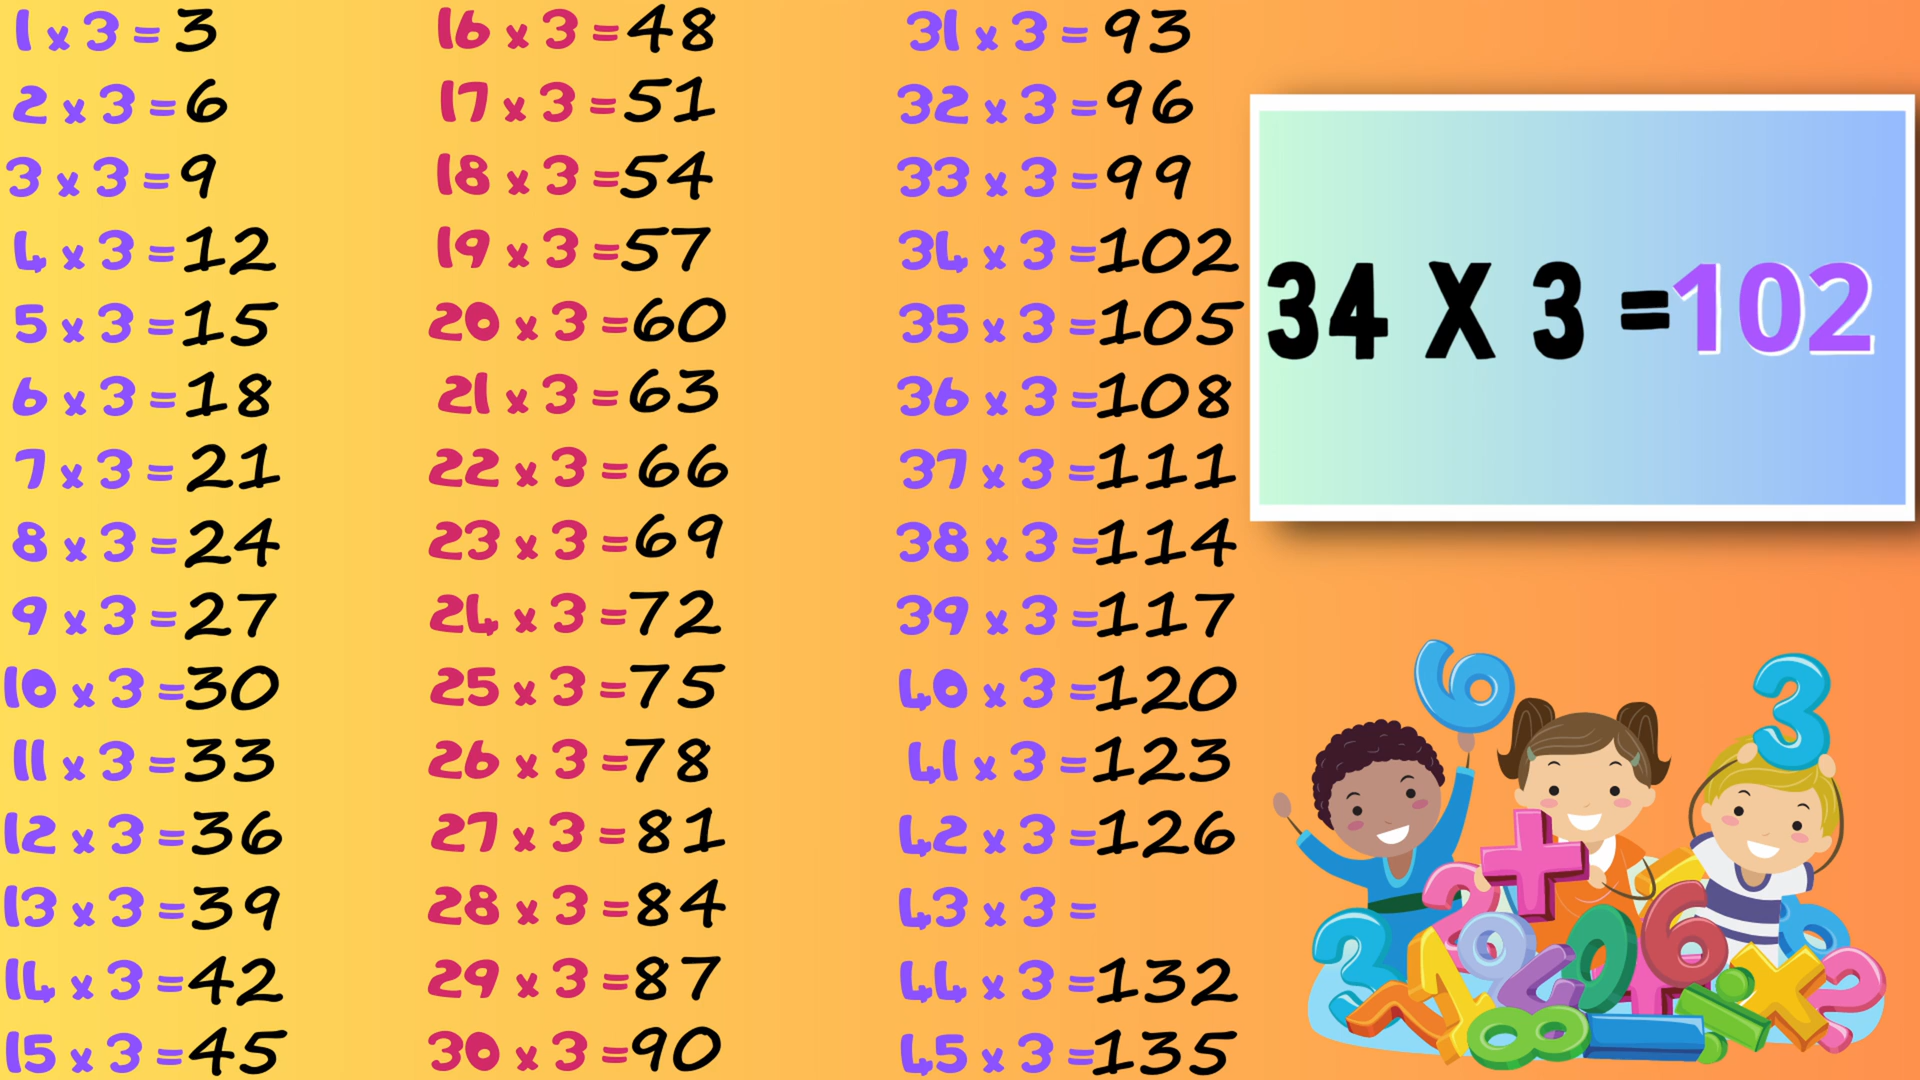 1 x 3 = 3
2 x 3 = 6
3 x 3 = 9
4 x 3 = 12
5 x 3 = 15
6 x 3 = 18
7 x 3 = 21
8 x 3 = 24
9 x 3 = 27
10 x 3 = 30
11 x 3 = 33
12 x 3 = 36
13 x 3 = 39
14 x 3 = 42
15 x 3 = 45
16 x 3 = 48
17 x 3 = 51
18 x 3 = 54
19 x 3 = 57
20 x 3 = 60
21 x 3 = 63
22 x 3 = 66
23 x 3 = 69
24 x 3 = 72
25 x 3 = 75
26 x 3 = 78
27 x 3 = 81
28 x 3 = 84
29 x 3 = 87
30 x 3 = 90
31 x 3 = 93
32 x 3 = 96
33 x 3 = 99
34 x 3 = 102
35 x 3 = 105
36 x 3 = 108
37 x 3 = 111
38 x 3 = 114
39 x 3 = 117
40 x 3 = 120
41 x 3 = 123
42 x 3 = 126
43 x 3 =
44 x 3 = 132
45 x 3 = 135
34 X 3 = 102
6
3
+